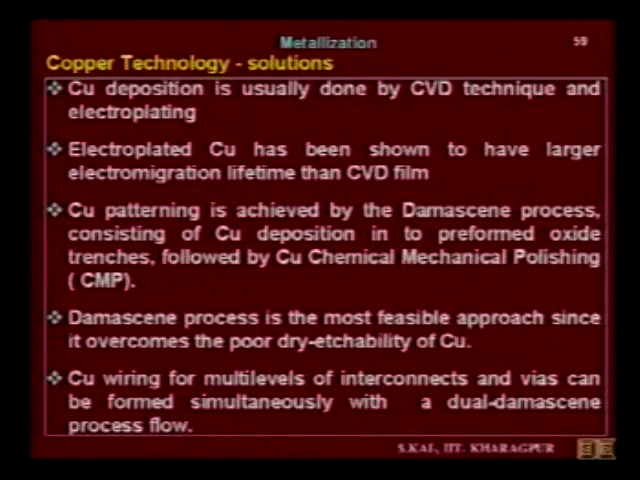 Metallization
59
Copper Technology - solutions
❖ Cu deposition is usually done by CVD technique and
electroplating
❖ Electroplated Cu has been shown to have larger
electromigration lifetime than CVD film
❖ Cu patterning is achieved by the Damascene process,
consisting of Cu deposition in to preformed oxide
trenches, followed by Cu Chemical Mechanical Polishing
( CMP).
❖ Damascene process is the most feasible approach since
it overcomes the poor dry-etchability of Cu.
❖ Cu wiring for multilevels of interconnects and vias can
be formed simultaneously with a dual-damascene
process flow.
S.KAL, IIT- KHARAGPUR